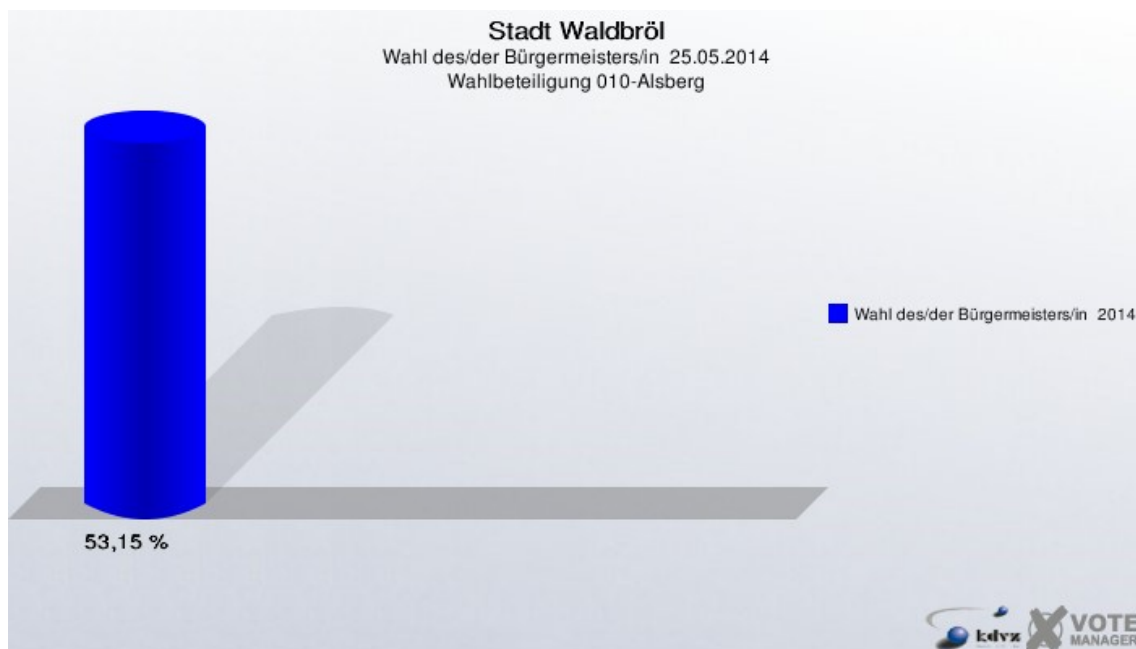 Stadt Waldbröl
Wahl des/der Bürgermeisters/in 25.05.2014
Wahlbeteiligung 010-Alsberg
Wahl des/der Bürgermeisters/in 2014
53,15 %
kdvz
VOTE
MANAGER